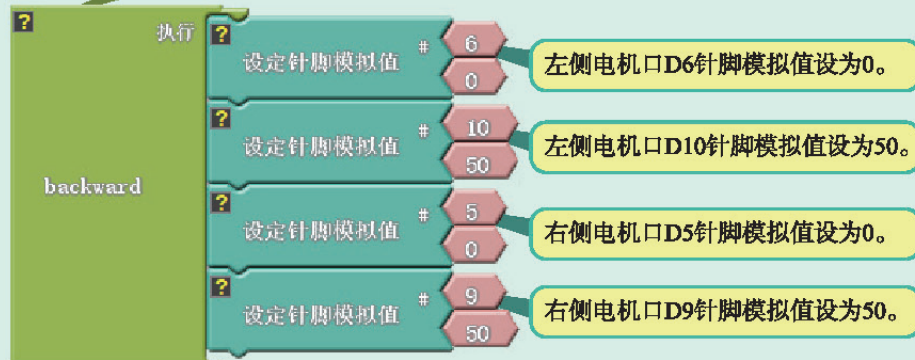 ?
执行
?
设定针脚模拟值 # 6
0
左侧电机口D6针脚模拟值设为0。
?
设定针脚模拟值 # 10
50
左侧电机口D10针脚模拟值设为50。
backward
?
设定针脚模拟值 # 5
0
右侧电机口D5针脚模拟值设为0。
?
设定针脚模拟值 # 9
50
右侧电机口D9针脚模拟值设为50。